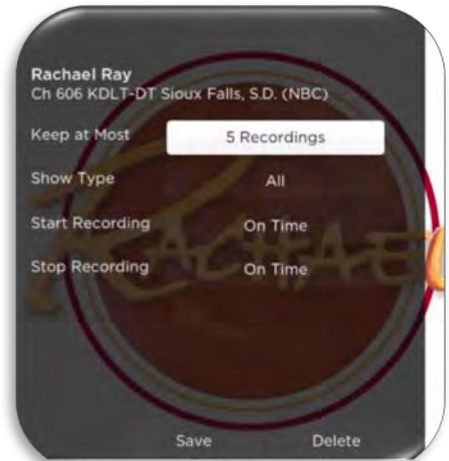 Rachael Ray
Ch 606 KDLT-DT Sioux Falls, S.D. (NBC)
Keep at Most 5 Recordings
Show Type All
Start Recording On Time
Stop Recording On Time
RACHAE
Save Delete